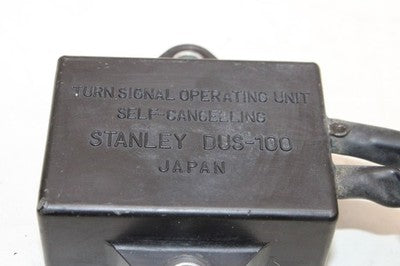 TURN SIGNAL OPERATING UNIT
SELF-CANCELLING
STANLEY DUS-100
JAPAN